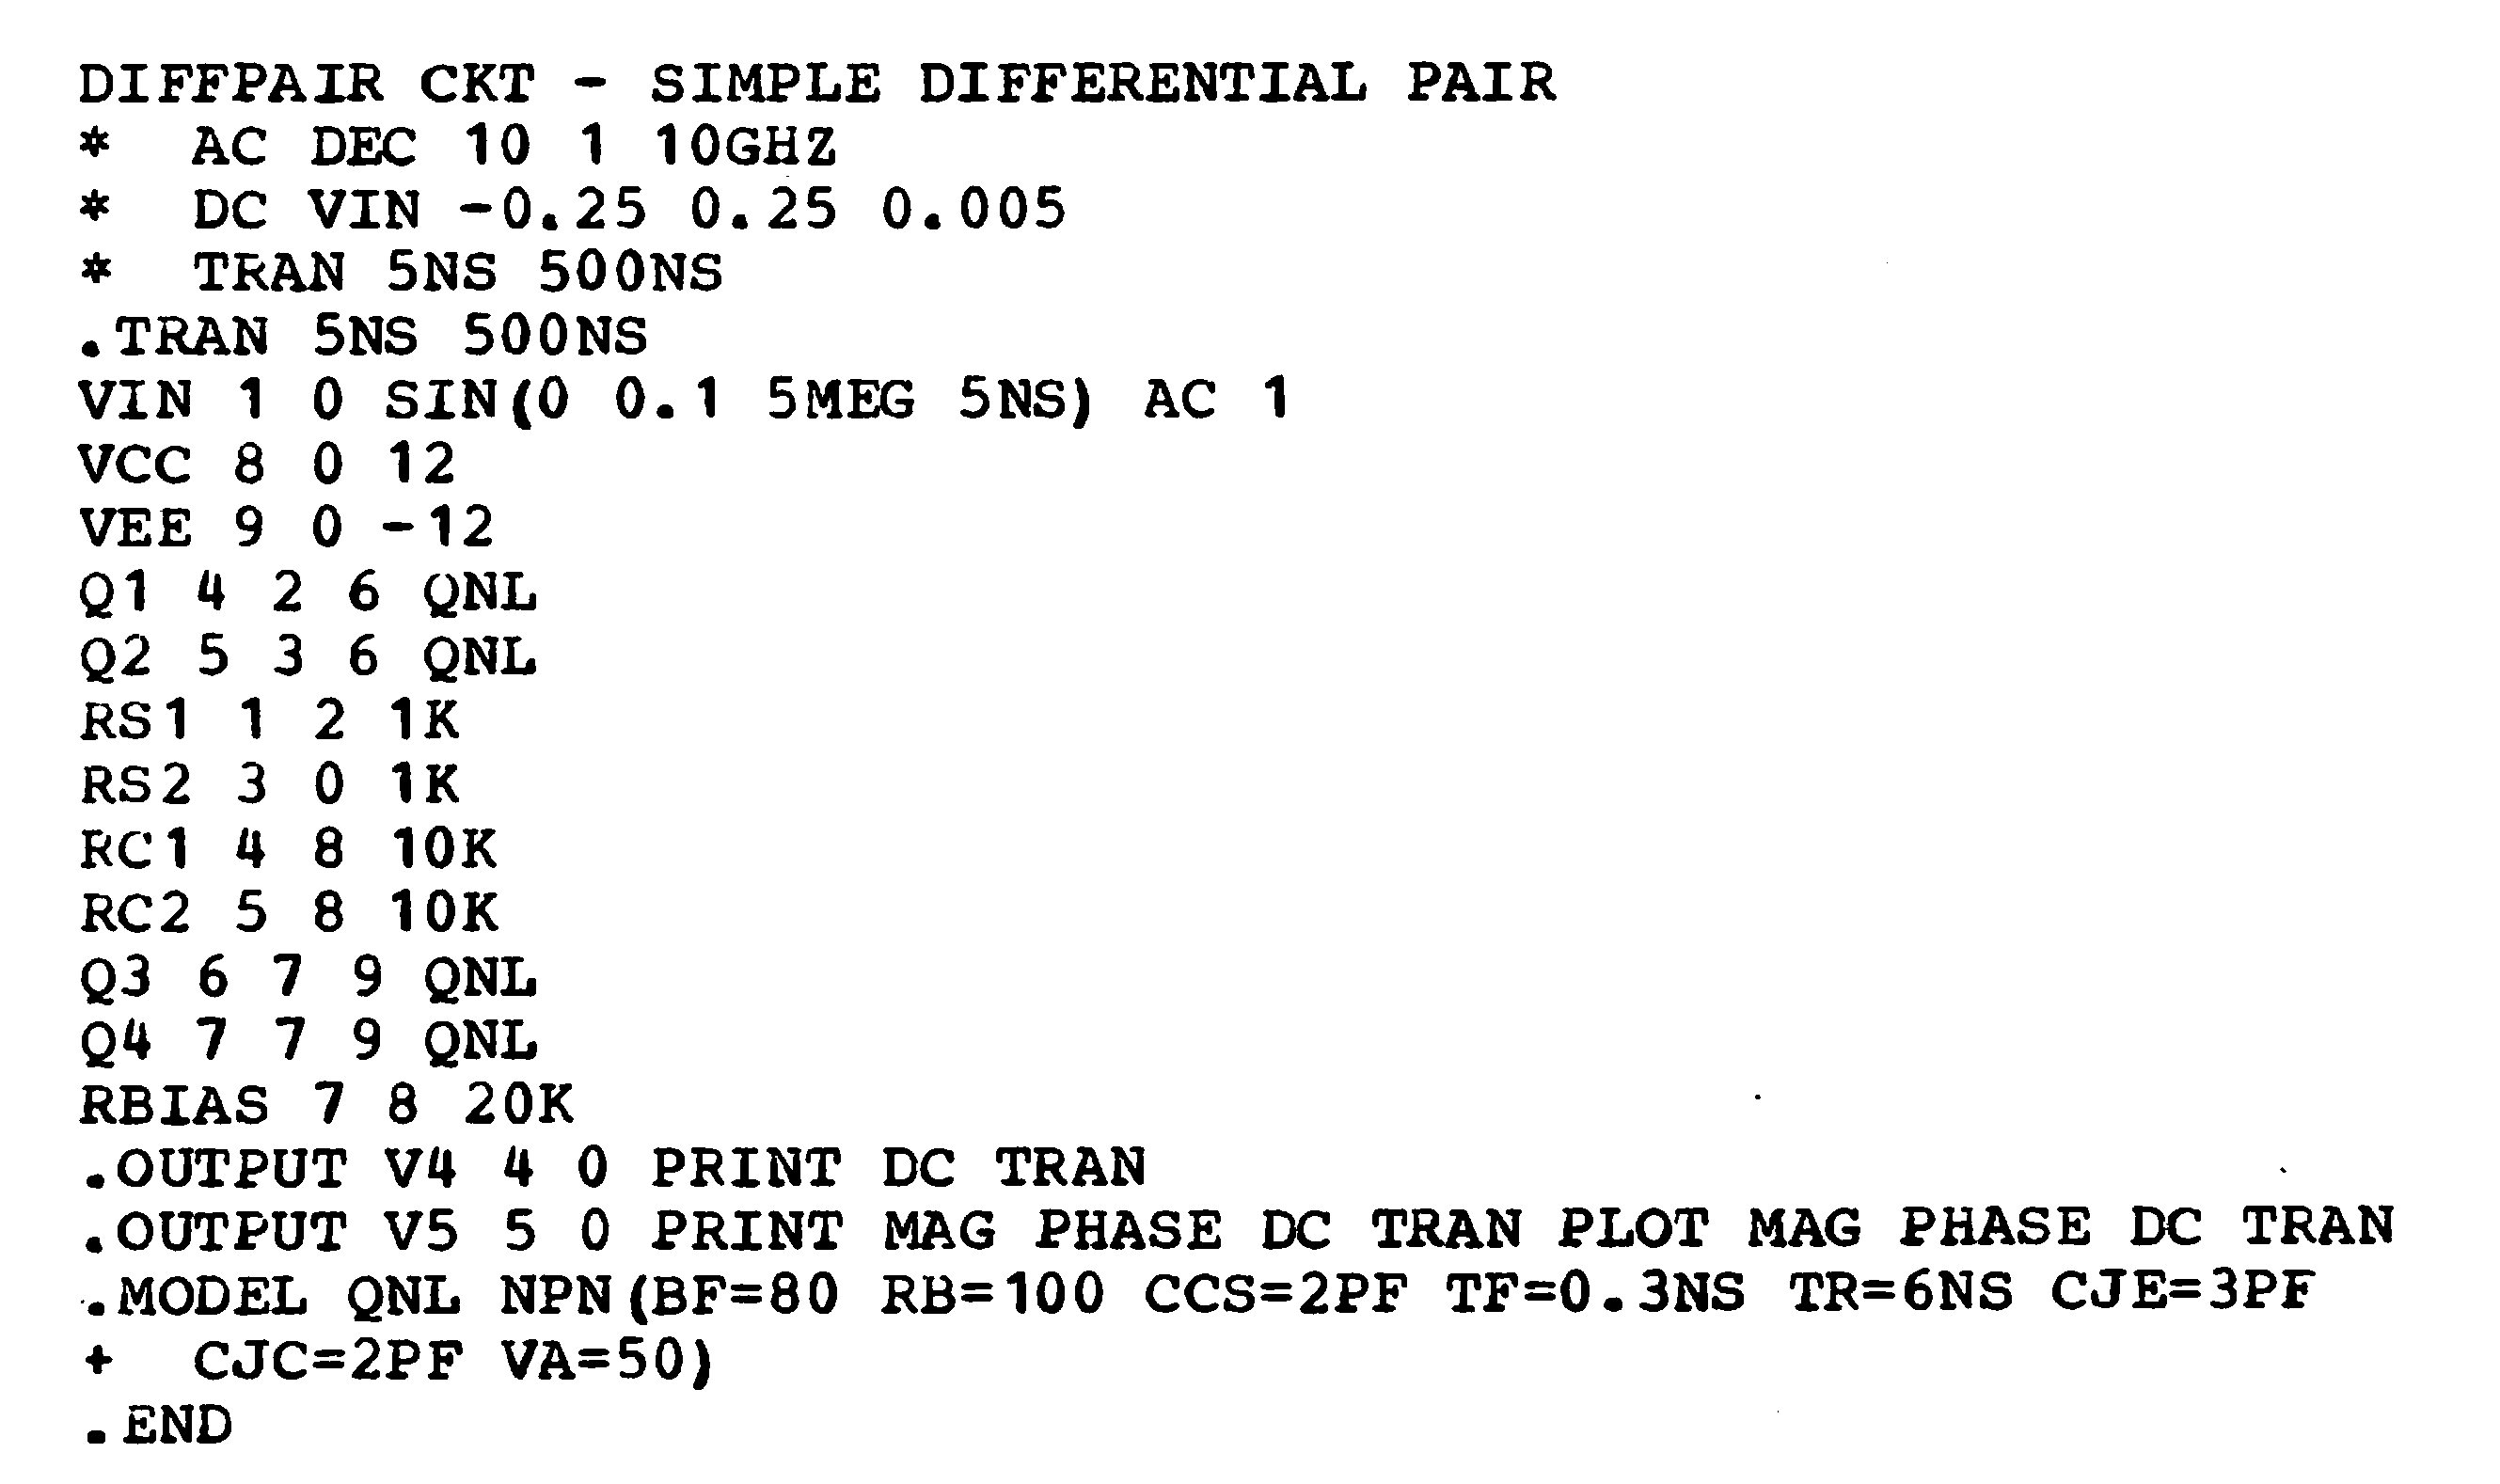 DIFFPAIR CKT - SIMPLE DIFFERENTIAL PAIR
*  AC DEC 10 1 10GHZ
*  DC VIN -0.25 0.25 0.005
*  TRAN 5NS 500NS
.TRAN 5NS 500NS
VIN 1 0 SIN(0 0.1 5MEG 5NS) AC 1
VCC 8 0 12
VEE 9 0 -12
Q1 4 2 6 QNL
Q2 5 3 6 QNL
RS1 1 2 1K
RS2 3 0 1K
RC1 4 8 10K
RC2 5 8 10K
Q3 6 7 9 QNL
Q4 7 7 9 QNL
RBIAS 7 8 20K
.OUTPUT V4 4 0 PRINT DC TRAN
.OUTPUT V5 5 0 PRINT MAG PHASE DC TRAN PLOT MAG PHASE DC TRAN
.MODEL QNL NPN(BF=80 RB=100 CCS=2PF TF=0.3NS TR=6NS CJE=3PF
+  CJC=2PF VA=50)
.END